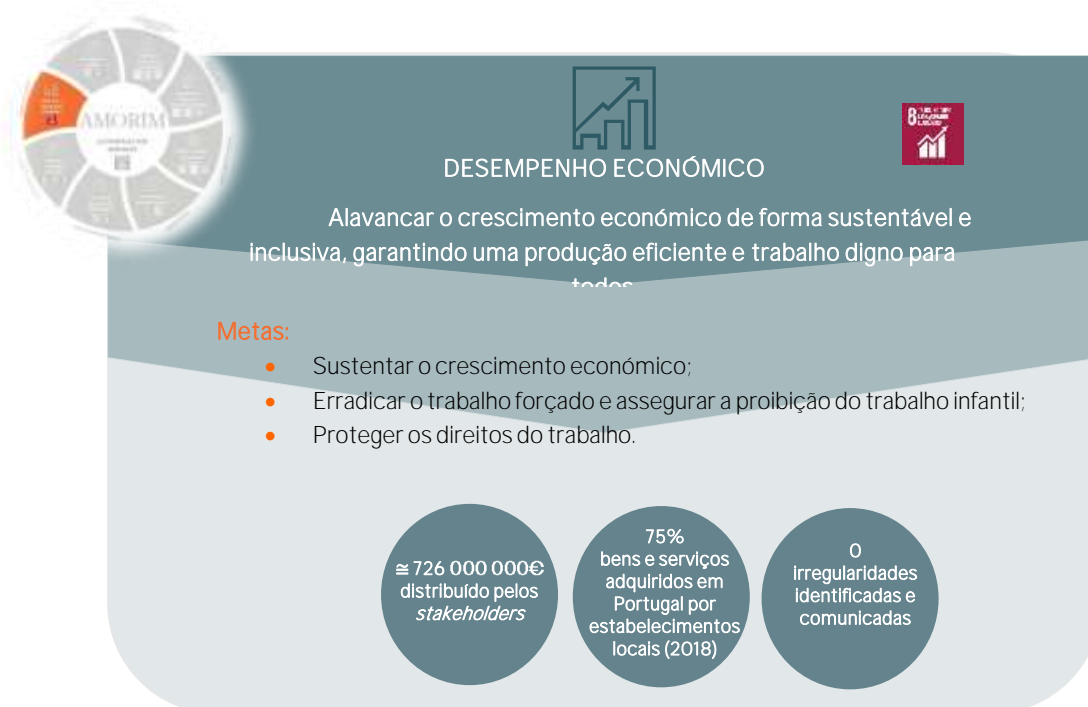 AMORIM
8
DESEMPENHO ECONÓMICO
Alavancar o crescimento económico de forma sustentável e
inclusiva, garantindo uma produção eficiente e trabalho digno para
todos
Metas:
• Sustentar o crescimento económico;
• Erradicar o trabalho forçado e assegurar a proibição do trabalho infantil;
• Proteger os direitos do trabalho.
≅ 726 000 000€
distribuído pelos
stakeholders
75%
bens e serviços
adquiridos em
Portugal por
estabelecimentos
locais (2018)
0
irregularidades
identificadas e
comunicadas